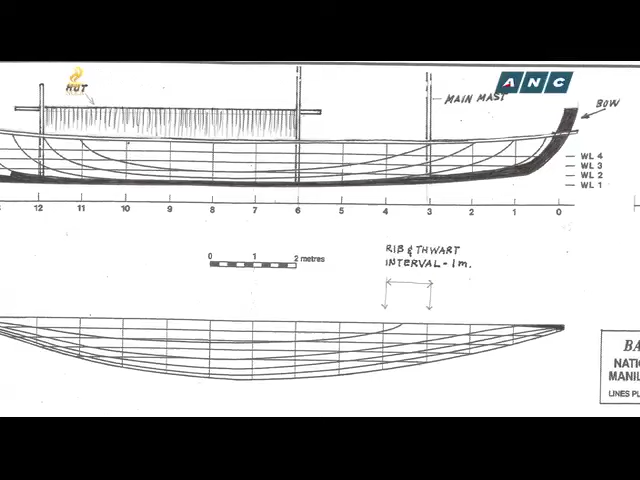 HUT
ANC
MAIN MAST
BOW
WL 4
WL 3
WL 2
WL 1
12 11 10 9 8 7 6 5 4 3 2 1 0
0 1 2 metres
RIB & THWART
INTERVAL - 1m.
BA
NATIO
MANIL
LINES PL